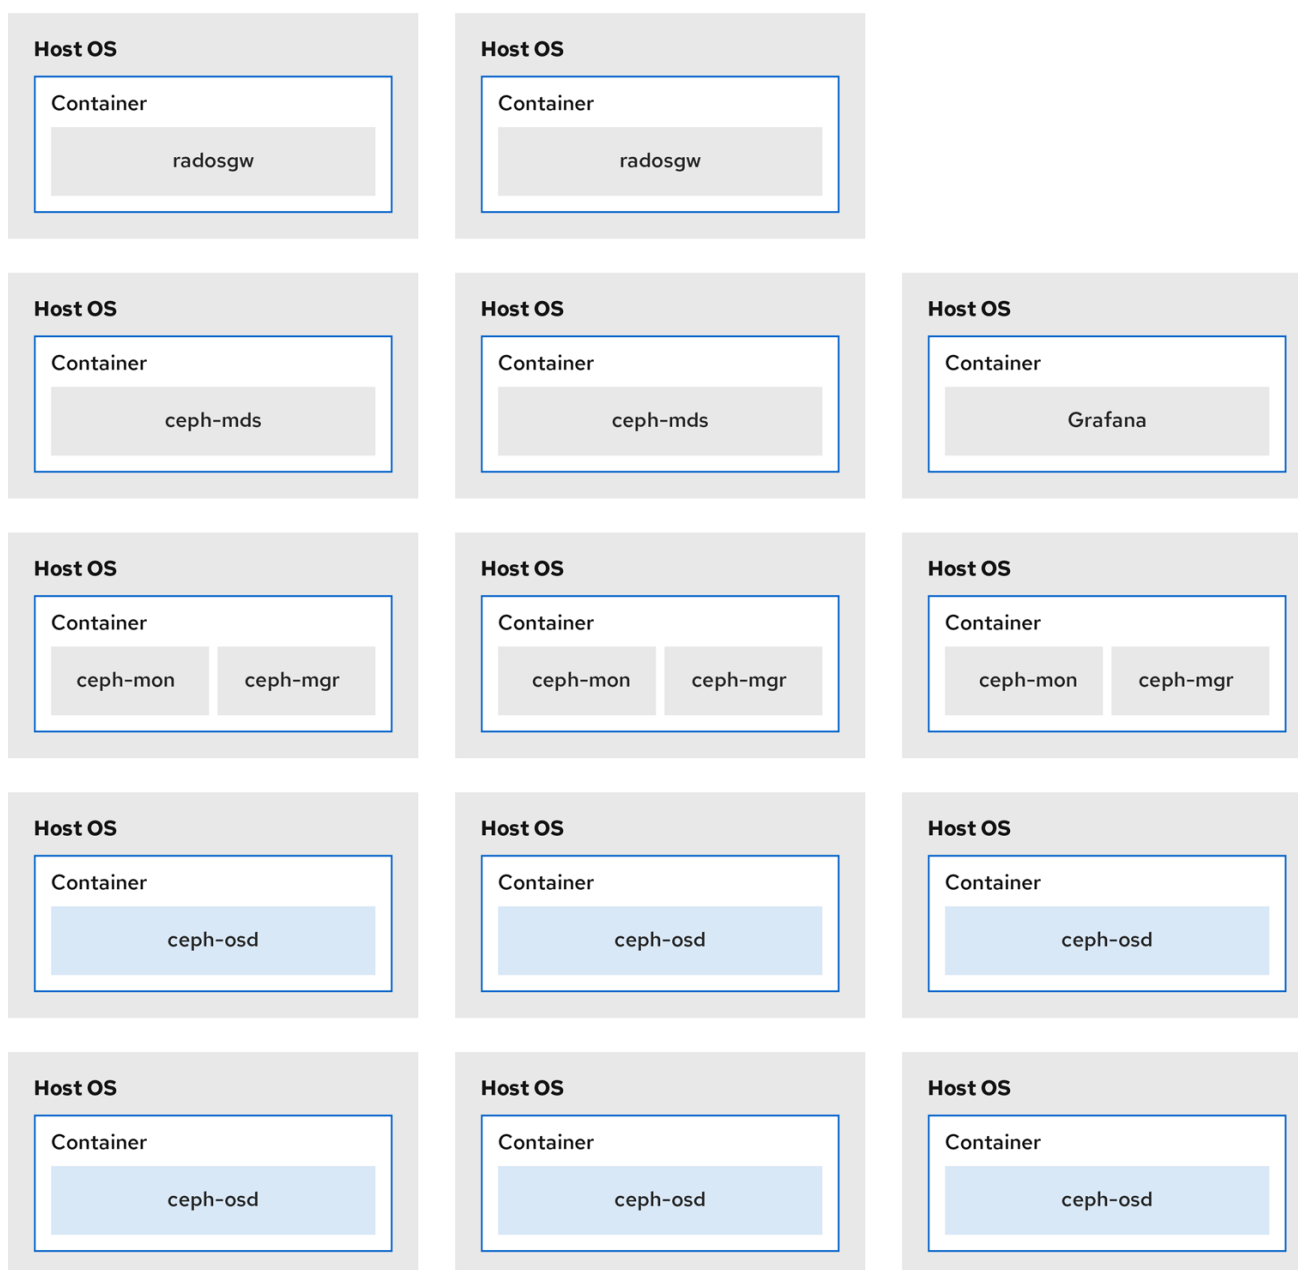 Host OS Host OS
Container Container
radosgw radosgw
Host OS Host OS Host OS
Container Container Container
ceph-mds ceph-mds Grafana
Host OS Host OS Host OS
Container Container Container
ceph-mon ceph-mgr ceph-mon ceph-mgr ceph-mon ceph-mgr
Host OS Host OS Host OS
Container Container Container
ceph-osd ceph-osd ceph-osd
Host OS Host OS Host OS
Container Container Container
ceph-osd ceph-osd ceph-osd